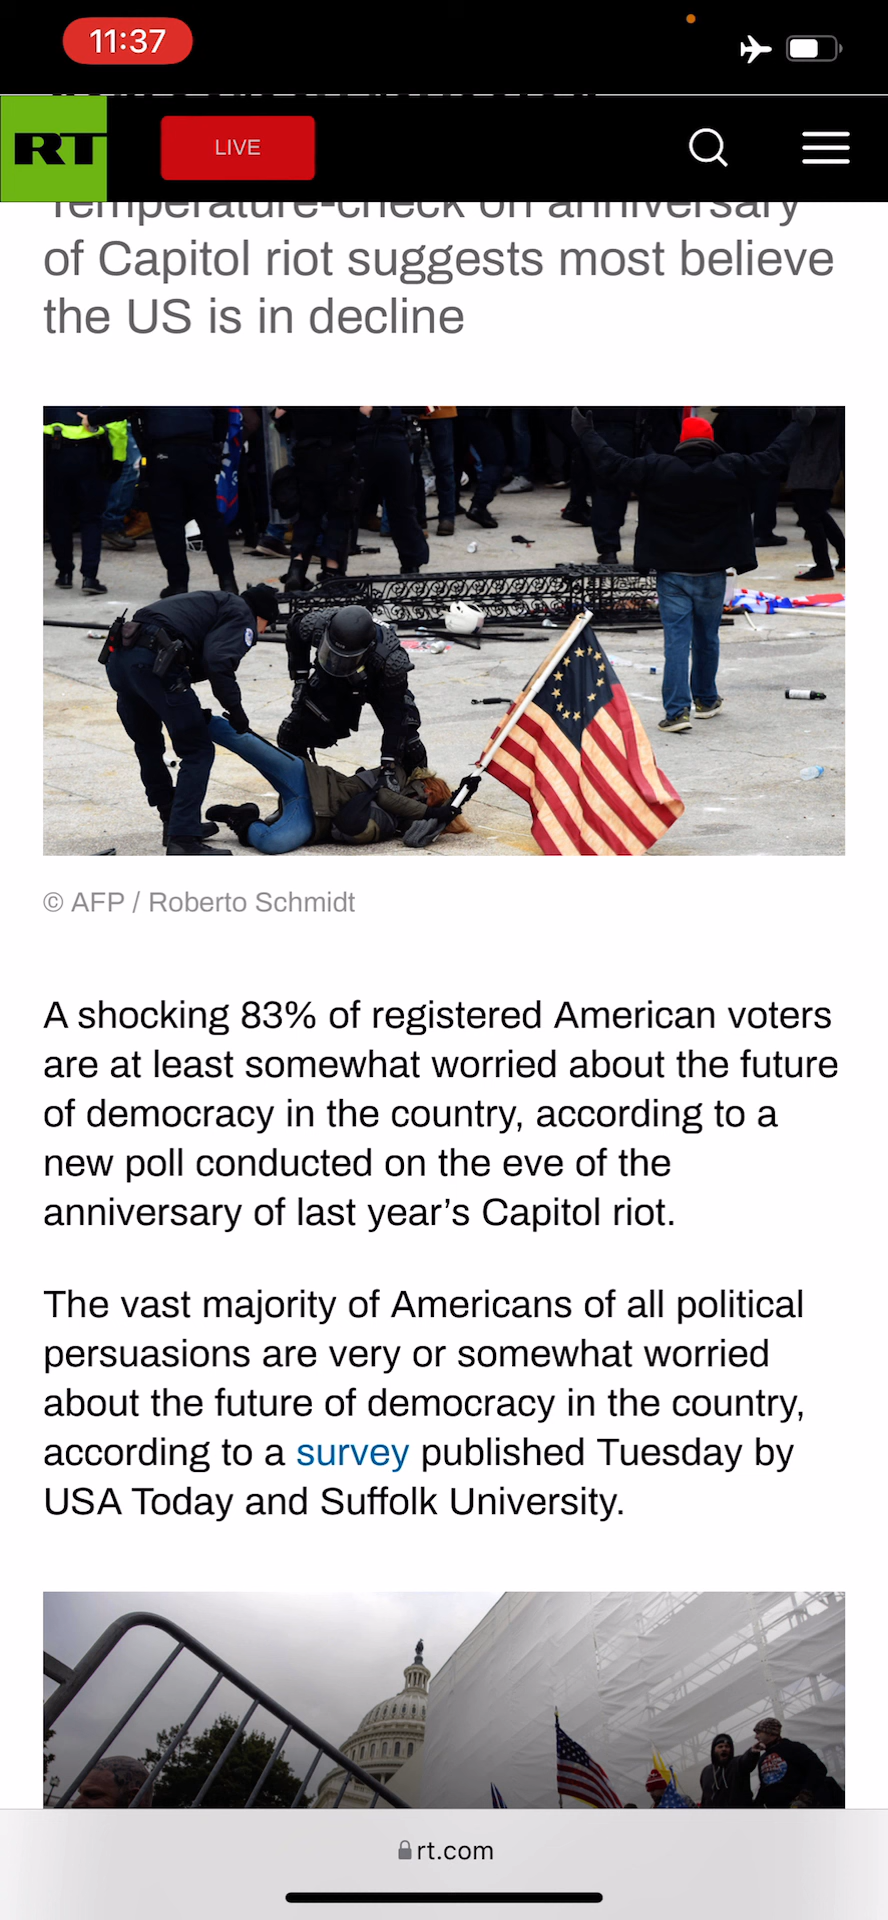 11:37
RT
LIVE
Temperature-check on anniversary
of Capitol riot suggests most believe
the US is in decline
© AFP / Roberto Schmidt
A shocking 83% of registered American voters
are at least somewhat worried about the future
of democracy in the country, according to a
new poll conducted on the eve of the
anniversary of last year’s Capitol riot.
The vast majority of Americans of all political
persuasions are very or somewhat worried
about the future of democracy in the country,
according to a survey published Tuesday by
USA Today and Suffolk University.
rt.com